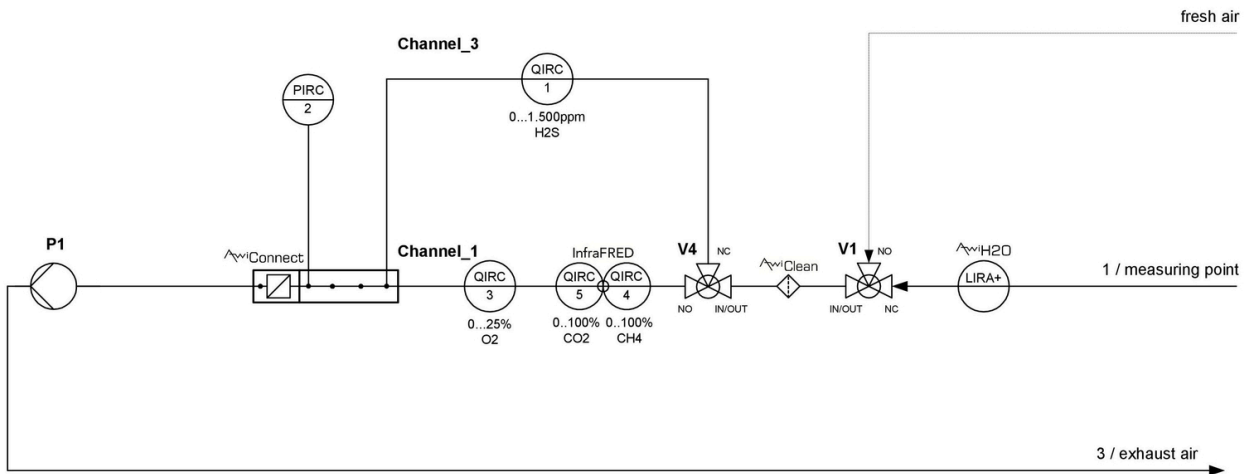 fresh air
Channel_3
QIRC
1
0...1.500ppm
H2S
PIRC
2
P1
AwiConnect
Channel_1
InfraFRED
V4
NC
AwiClean
V1
NO
AwiH2O
1 / measuring point
QIRC
3
QIRC
5
QIRC
4
LIRA+
NO
IN/OUT
IN/OUT
NC
0...25%
O2
0..100%
CO2
0..100%
CH4
3 / exhaust air